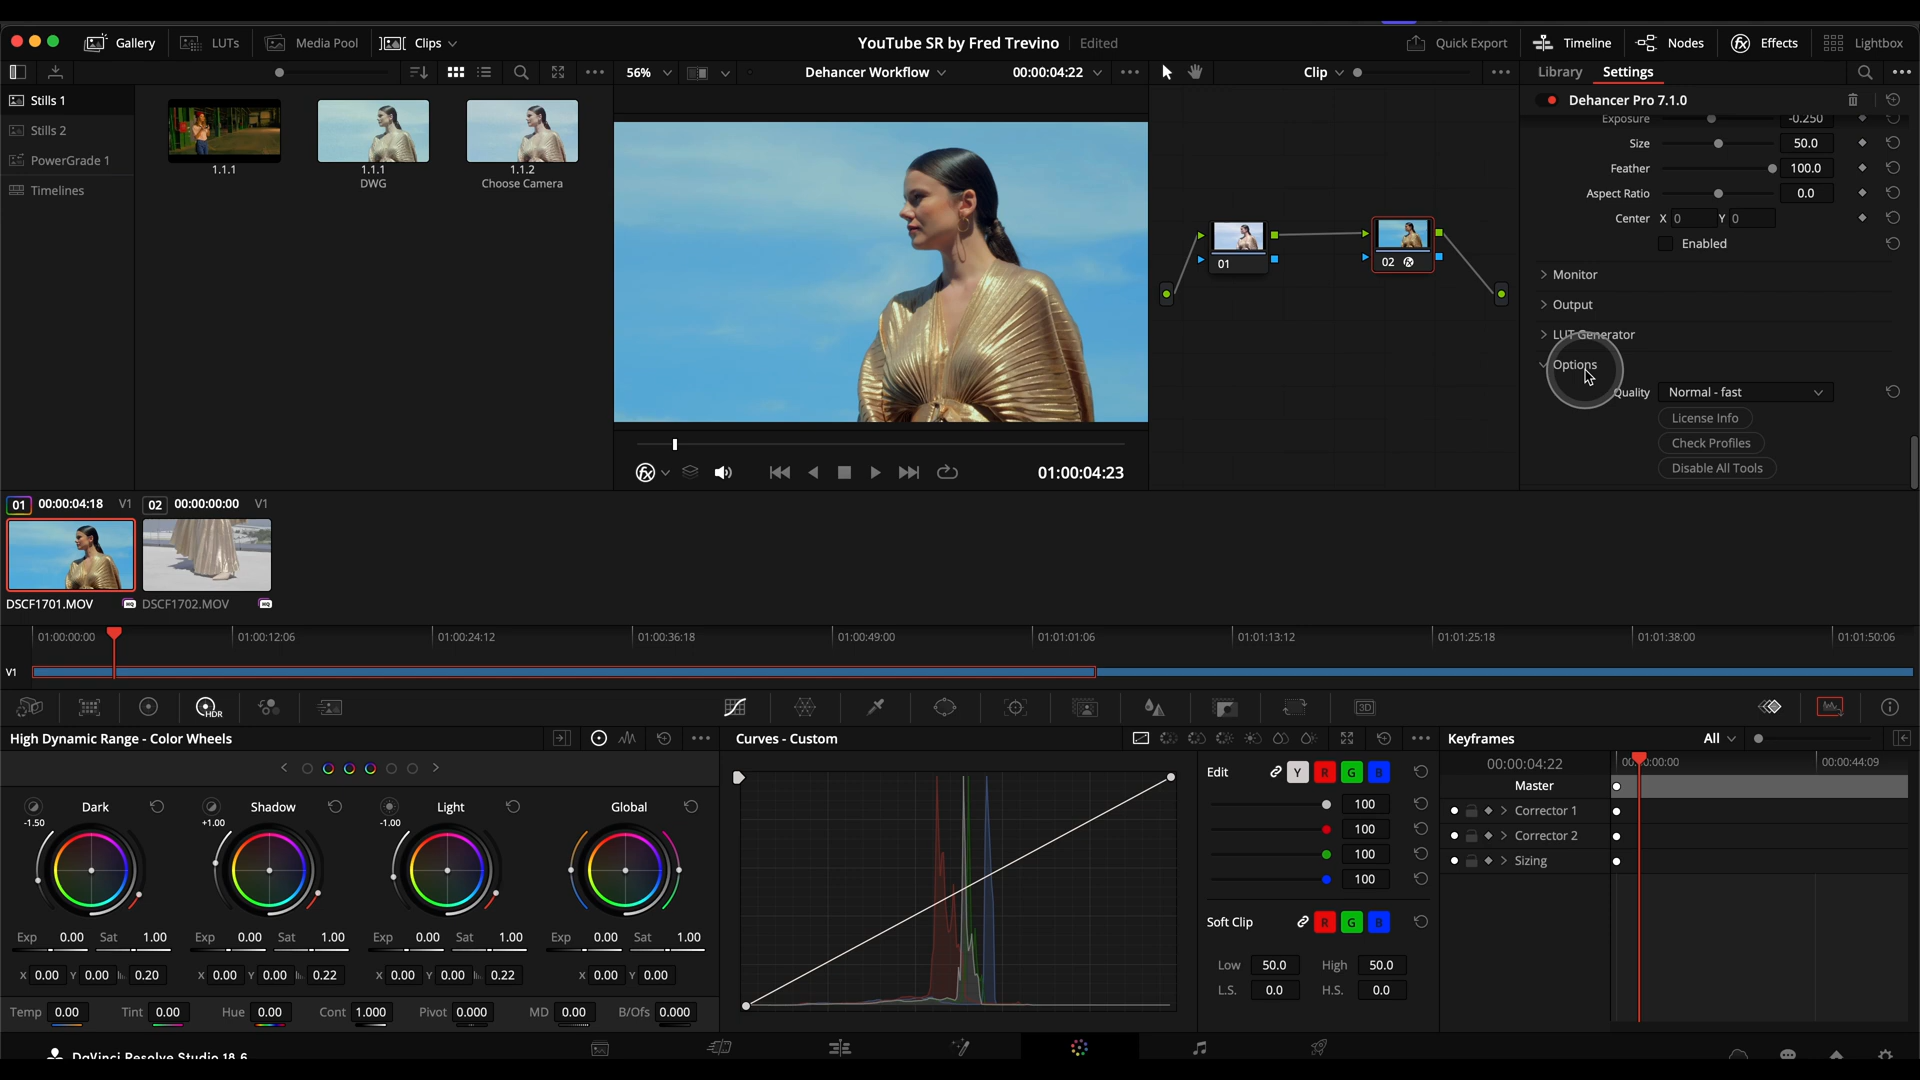 Gallery LUTs Media Pool Clips YouTube SR by Fred Trevino Edited Quick Export Timeline Nodes Effects Lightbox
56% Dehancer Workflow 00:00:04:22 Clip Library Settings
Stills 1
Stills 2
PowerGrade 1
Timelines
1.1.1
1.1.1
DWG
1.1.2
Choose Camera
01
02
Dehancer Pro 7.1.0
Exposure -0.250
Size 50.0
Feather 100.0
Aspect Ratio 0.0
Center X 0 Y 0
Enabled
Monitor
Output
LUT Generator
Options
Quality Normal - fast
License Info
Check Profiles
Disable All Tools
01:00:04:23
01 00:00:04:18 V1 02 00:00:00:00 V1
DSCF1701.MOV DSCF1702.MOV
01:00:00:00 01:00:12:06 01:00:24:12 01:00:36:18 01:00:49:00 01:01:01:06 01:01:13:12 01:01:25:18 01:01:38:00 01:01:50:06
V1
HDR 3D
High Dynamic Range - Color Wheels
Dark Shadow Light Global
-1.50 +1.00 -1.00
Exp 0.00 Sat 1.00 Exp 0.00 Sat 1.00 Exp 0.00 Sat 1.00 Exp 0.00 Sat 1.00
X 0.00 Y 0.00 0.20 X 0.00 Y 0.00 0.22 X 0.00 Y 0.00 0.22 X 0.00 Y 0.00
Temp 0.00 Tint 0.00 Hue 0.00 Cont 1.000 Pivot 0.000 MD 0.00 B/Ofs 0.000
Curves - Custom
Edit Y R G B
100
100
100
100
Soft Clip R G B
Low 50.0 High 50.0
L.S. 0.0 H.S. 0.0
Keyframes All
00:00:04:22 00:00:44:09
Master
Corrector 1
Corrector 2
Sizing
DaVinci Resolve Studio 18.6